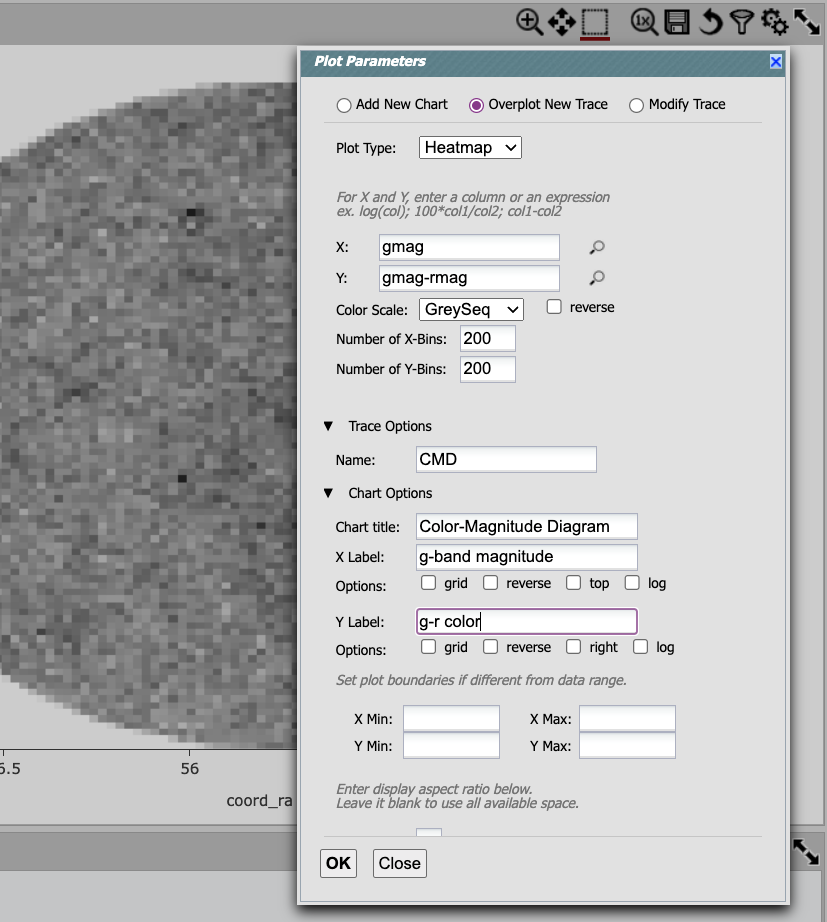 1x
Plot Parameters
Add New Chart Overplot New Trace Modify Trace
Plot Type: Heatmap
For X and Y, enter a column or an expression
ex. log(col); 100*col1/col2; col1-col2
X: gmag
Y: gmag-rmag
Color Scale: GreySeq reverse
Number of X-Bins: 200
Number of Y-Bins: 200
Trace Options
Name: CMD
Chart Options
Chart title: Color-Magnitude Diagram
X Label: g-band magnitude
Options: grid reverse top log
Y Label: g-r color
Options: grid reverse right log
Set plot boundaries if different from data range.
X Min: X Max:
Y Min: Y Max:
6.5 56
coord_ra
Enter display aspect ratio below.
Leave it blank to use all available space.
OK Close